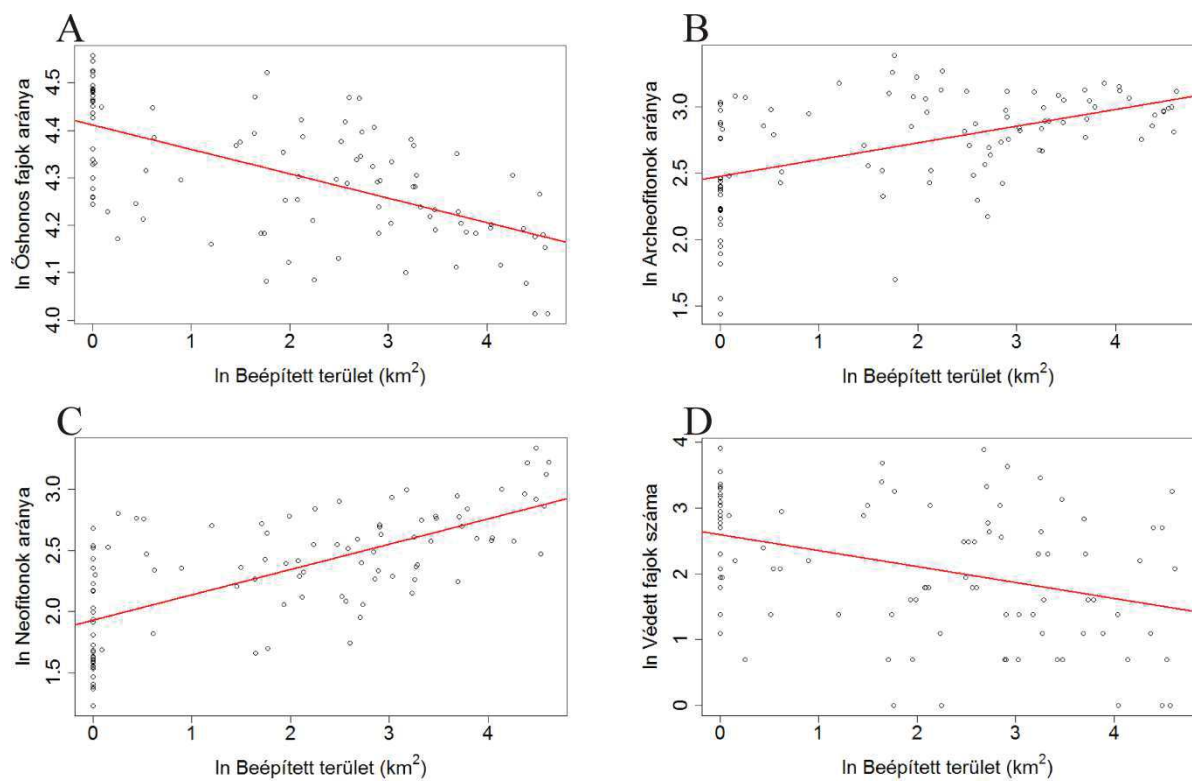 A
ln Őshonos fajok aránya
4.5
4.4
4.3
4.2
4.1
4.0
0 1 2 3 4
ln Beépített terület (km²)
B
ln Archeofitonok aránya
3.0
2.5
2.0
1.5
0 1 2 3 4
ln Beépített terület (km²)
C
ln Neofitonok aránya
3.0
2.5
2.0
1.5
0 1 2 3 4
ln Beépített terület (km²)
D
ln Védett fajok száma
4
3
2
1
0
0 1 2 3 4
ln Beépített terület (km²)